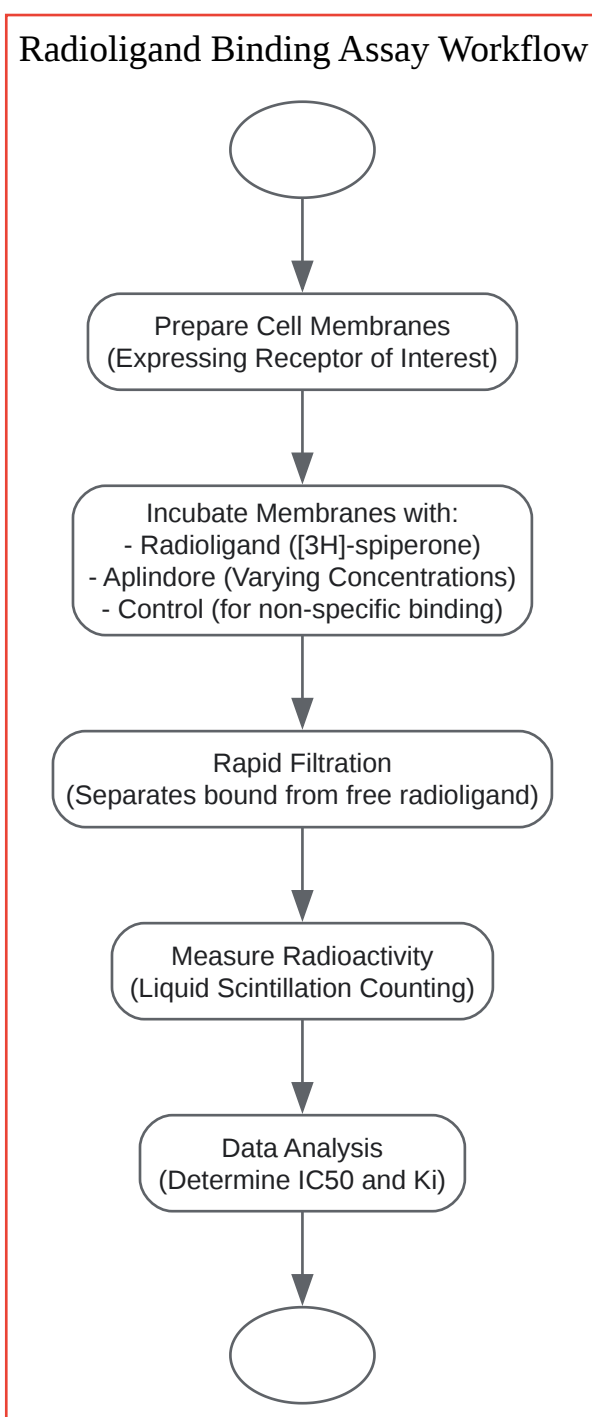 Radioligand Binding Assay Workflow
Prepare Cell Membranes
(Expressing Receptor of Interest)
Incubate Membranes with:
- Radioligand ([3H]-spiperone)
- Aplindore (Varying Concentrations)
- Control (for non-specific binding)
Rapid Filtration
(Separates bound from free radioligand)
Measure Radioactivity
(Liquid Scintillation Counting)
Data Analysis
(Determine IC50 and Ki)